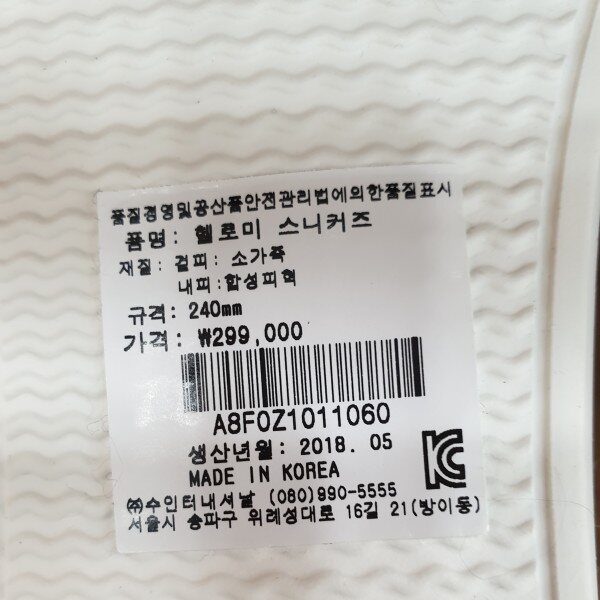 품질경영및공산품안전관리법에의한품질표시
품명: 헬로미 스니커즈
재질: 겉피: 소가죽
내피:합성피혁
규격: 240mm
가격: ₩299,000
A8F0Z1011060
생산년월: 2018. 05
MADE IN KOREA
㈜수인터내셔날 (080)990-5555
서울시 송파구 위례성대로 16길 21(방이동)
KC